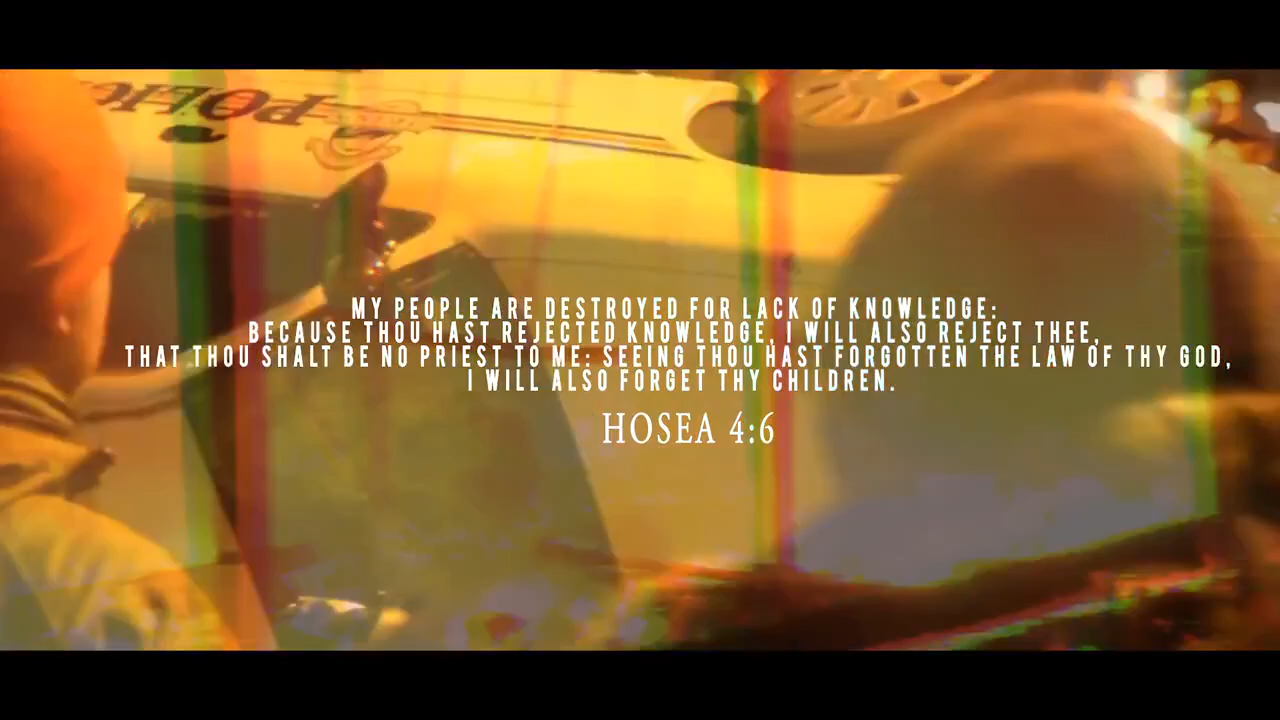 POLICE
MY PEOPLE ARE DESTROYED FOR LACK OF KNOWLEDGE:
BECAUSE THOU HAST REJECTED KNOWLEDGE, I WILL ALSO REJECT THEE,
THAT THOU SHALT BE NO PRIEST TO ME: SEEING THOU HAST FORGOTTEN THE LAW OF THY GOD,
I WILL ALSO FORGET THY CHILDREN.
HOSEA 4:6